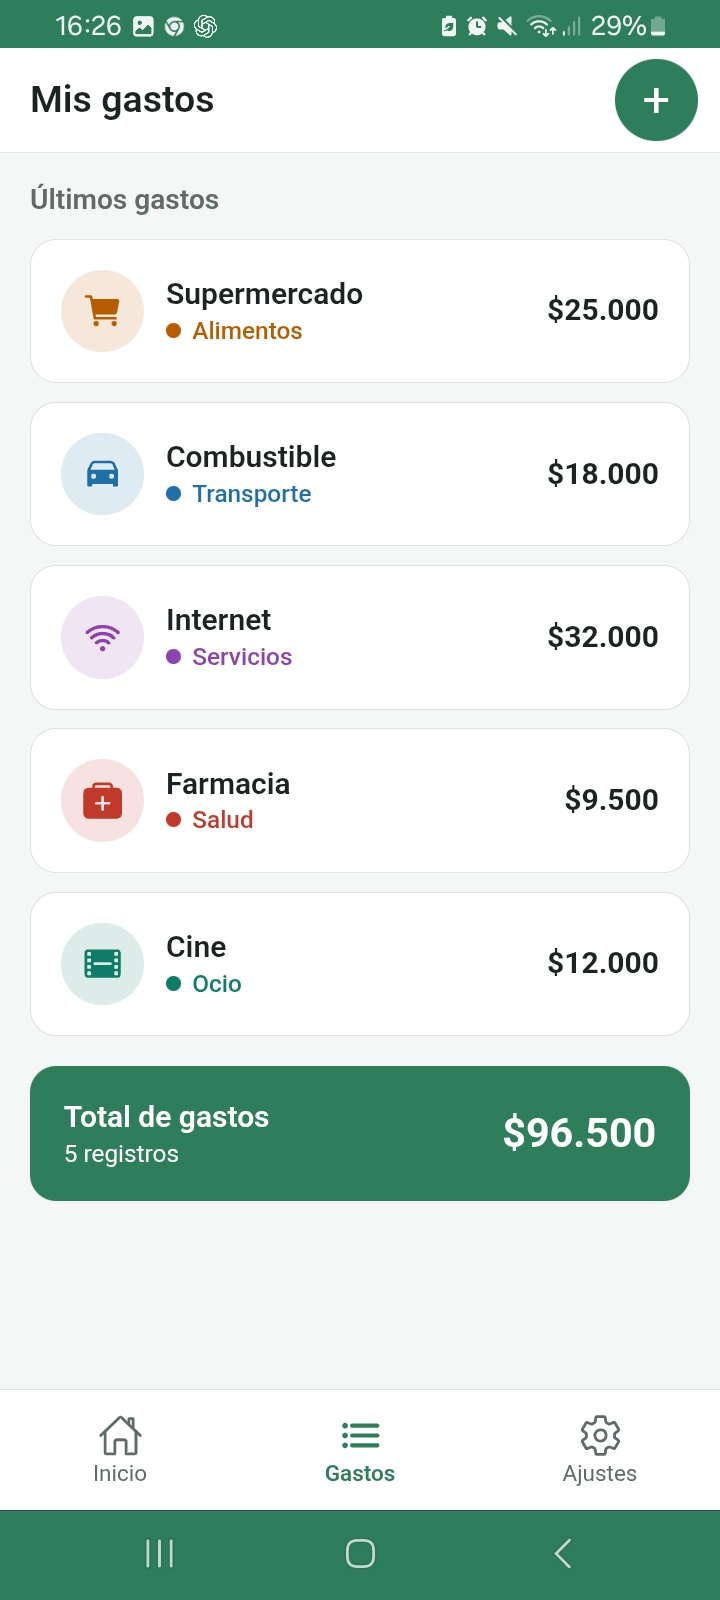 16:26 29%
Mis gastos
+
Últimos gastos
Supermercado
Alimentos
$25.000
Combustible
Transporte
$18.000
Internet
Servicios
$32.000
Farmacia
Salud
$9.500
Cine
Ocio
$12.000
Total de gastos
5 registros
$96.500
Inicio
Gastos
Ajustes